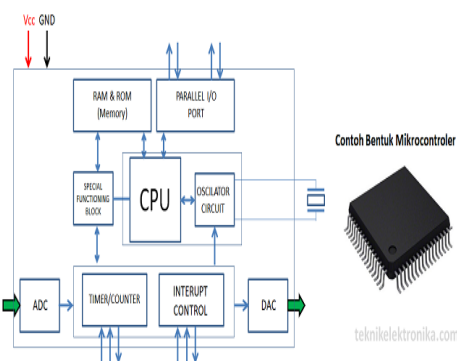 Vcc GND
RAM & ROM
(Memory)
PARALLEL I/O
PORT
Contoh Bentuk Mikrocontroler
SPECIAL
FUNCTIONING
BLOCK
CPU
OSCILATOR
CIRCUIT
ADC
TIMER/COUNTER
INTERUPT
CONTROL
DAC
teknikelektronika.com